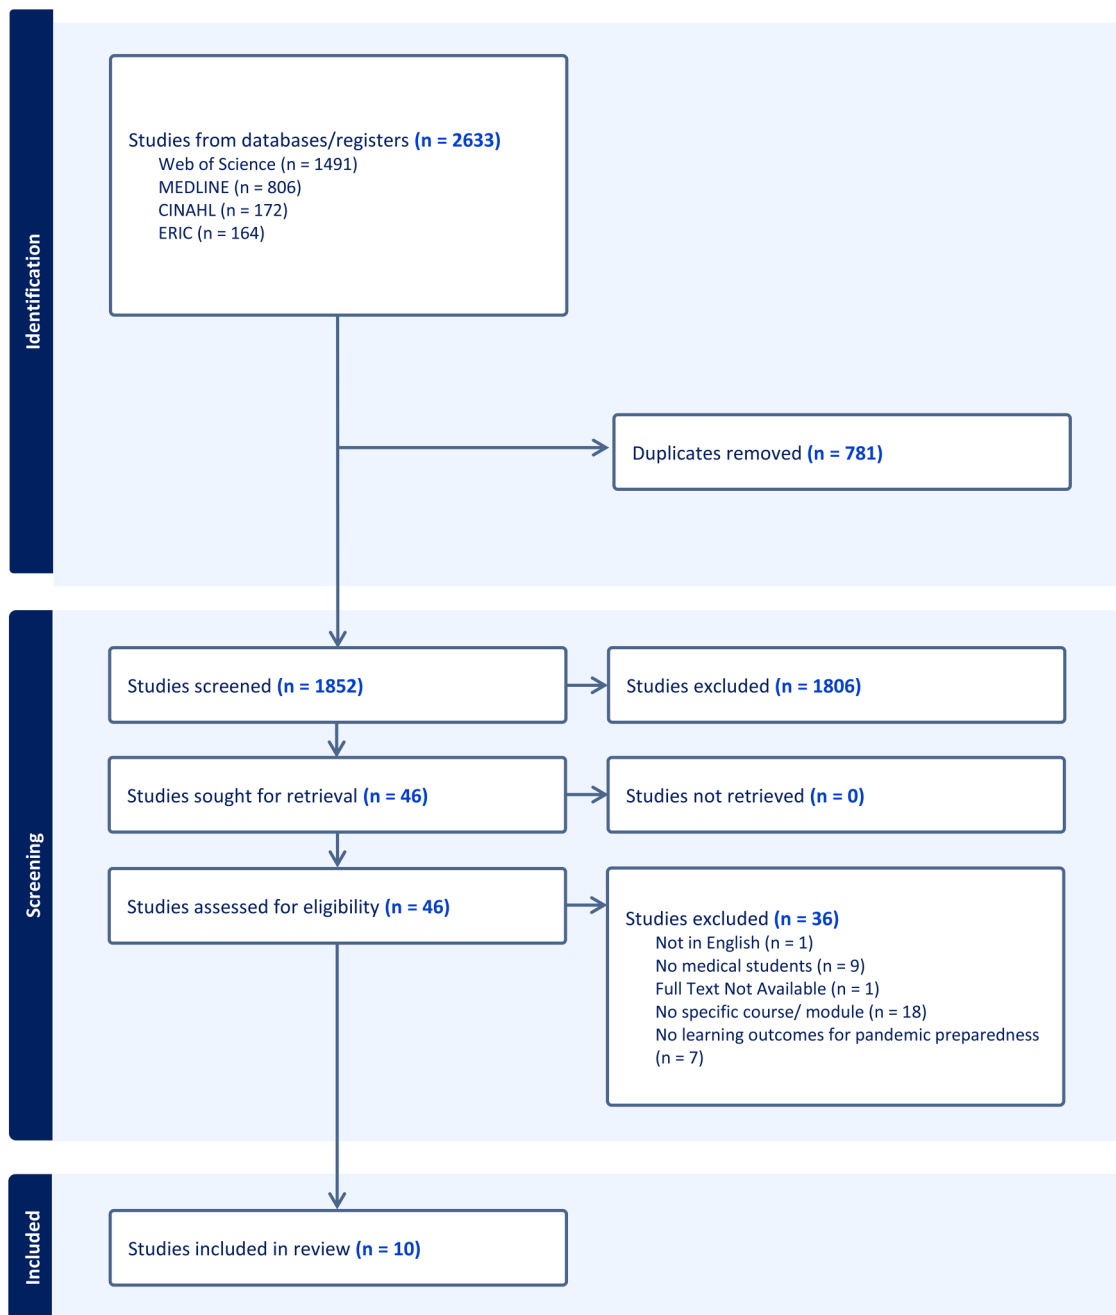 Identification
Studies from databases/registers (n = 2633)
Web of Science (n = 1491)
MEDLINE (n = 806)
CINAHL (n = 172)
ERIC (n = 164)
Duplicates removed (n = 781)
Screening
Studies screened (n = 1852)
Studies excluded (n = 1806)
Studies sought for retrieval (n = 46)
Studies not retrieved (n = 0)
Studies assessed for eligibility (n = 46)
Studies excluded (n = 36)
Not in English (n = 1)
No medical students (n = 9)
Full Text Not Available (n = 1)
No specific course/ module (n = 18)
No learning outcomes for pandemic preparedness
(n = 7)
Included
Studies included in review (n = 10)